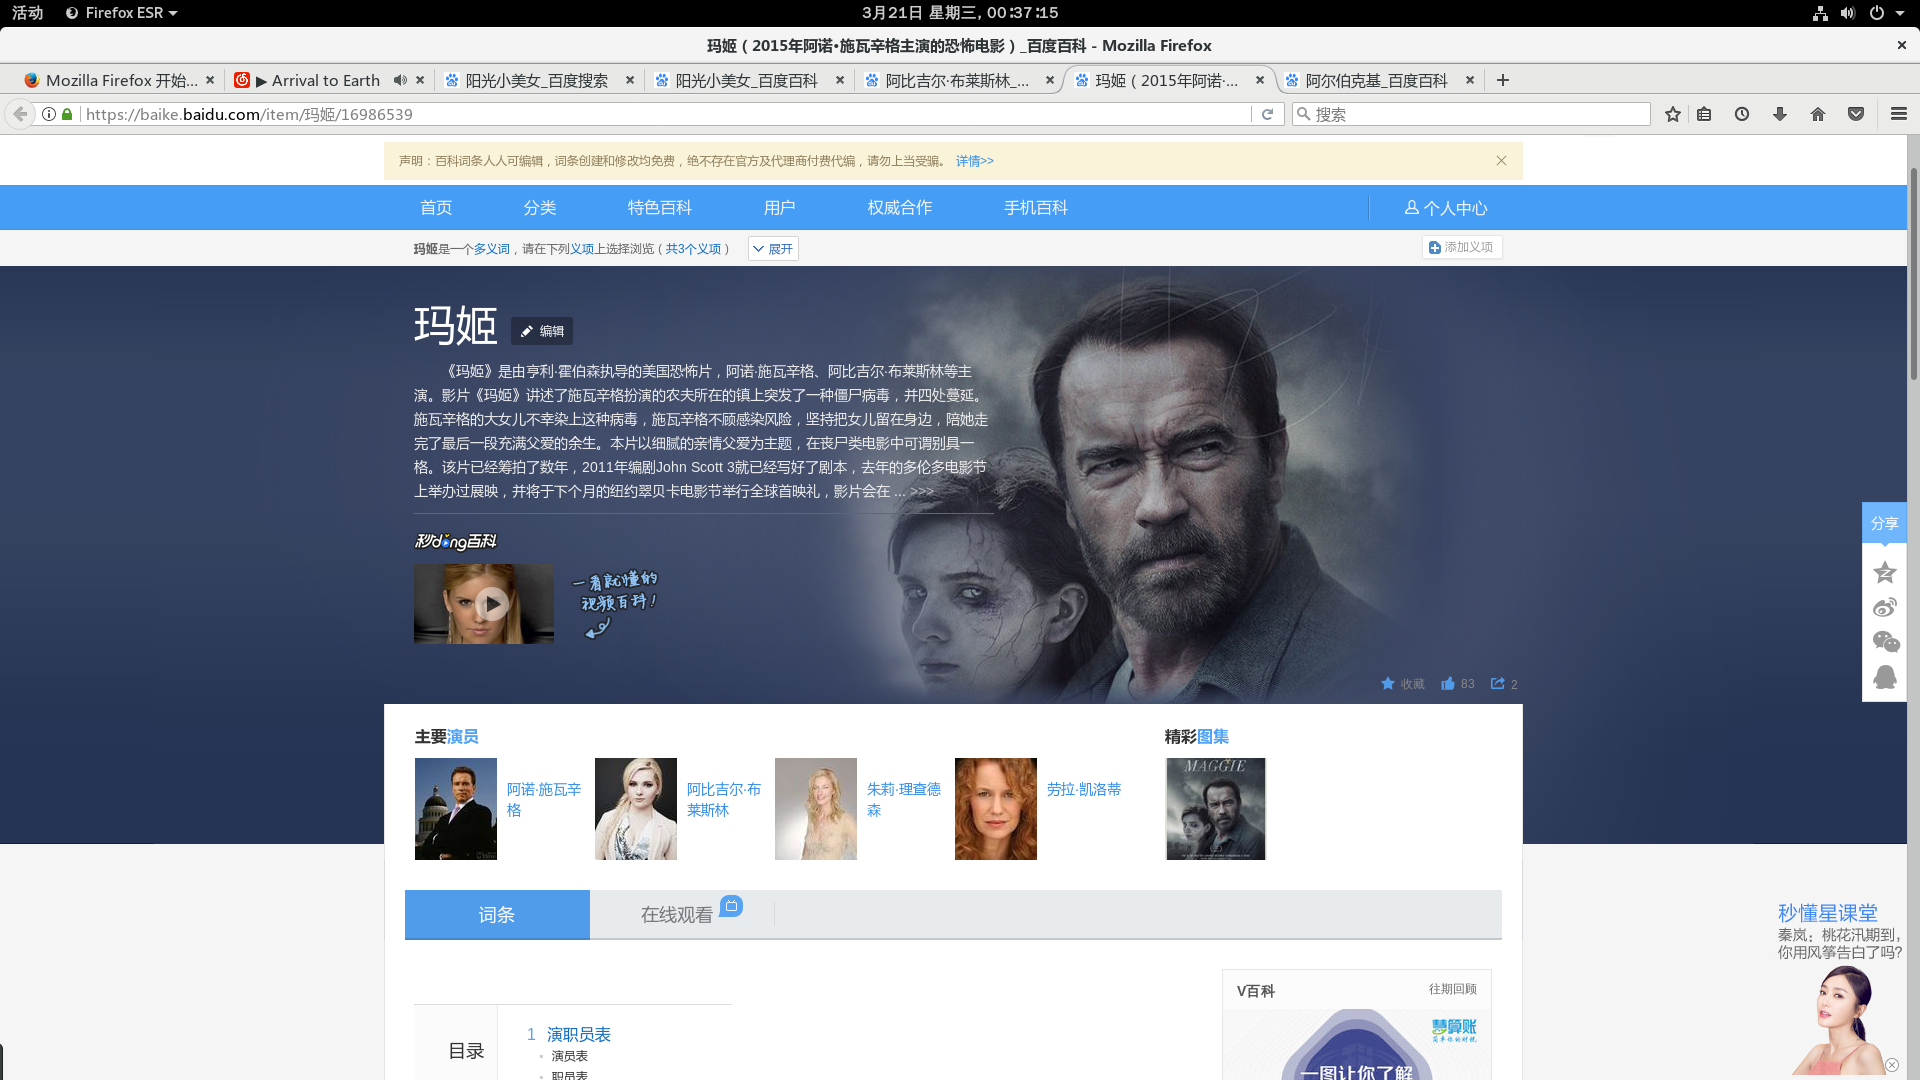 活动
Firefox ESR
3月21日 星期三, 00:37:15
玛姬（2015年阿诺·施瓦辛格主演的恐怖电影）_百度百科 - Mozilla Firefox
Mozilla Firefox 开始...
▶ Arrival to Earth
阳光小美女_百度搜索
阳光小美女_百度百科
阿比吉尔·布莱斯林_...
玛姬（2015年阿诺·...
阿尔伯克基_百度百科
https://baike.baidu.com/item/玛姬/16986539
搜索
声明：百科词条人人可编辑，词条创建和修改均免费，绝不存在官方及代理商付费代编，请勿上当受骗。 详情>>
首页
分类
特色百科
用户
权威合作
手机百科
个人中心
玛姬是一个多义词，请在下列义项上选择浏览（共3个义项）
展开
添加义项
玛姬
编辑
《玛姬》是由亨利·霍伯森执导的美国恐怖片，阿诺·施瓦辛格、阿比吉尔·布莱斯林等主
演。影片《玛姬》讲述了施瓦辛格扮演的农夫所在的镇上突发了一种僵尸病毒，并四处蔓延。
施瓦辛格的大女儿不幸染上这种病毒，施瓦辛格不顾感染风险，坚持把女儿留在身边，陪她走
完了最后一段充满父爱的余生。本片以细腻的亲情父爱为主题，在丧尸类电影中可谓别具一
格。该片已经筹拍了数年，2011年编剧John Scott 3就已经写好了剧本，去年的多伦多电影节
上举办过展映，并将于下个月的纽约翠贝卡电影节举行全球首映礼，影片会在 ... >>>
秒dong百科
一看就懂的
视频百科！
收藏
83
2
分享
主要演员
精彩图集
阿诺·施瓦辛
格
阿比吉尔·布
莱斯林
朱莉·理查德
森
劳拉·凯洛蒂
MAGGIE
词条
在线观看
秒懂星课堂
秦岚：桃花汛期到，
你用风筝告白了吗？
V百科
往期回顾
慧算账
简单你的财税
一图让你了解
目录
1 演职员表
演员表
职员表